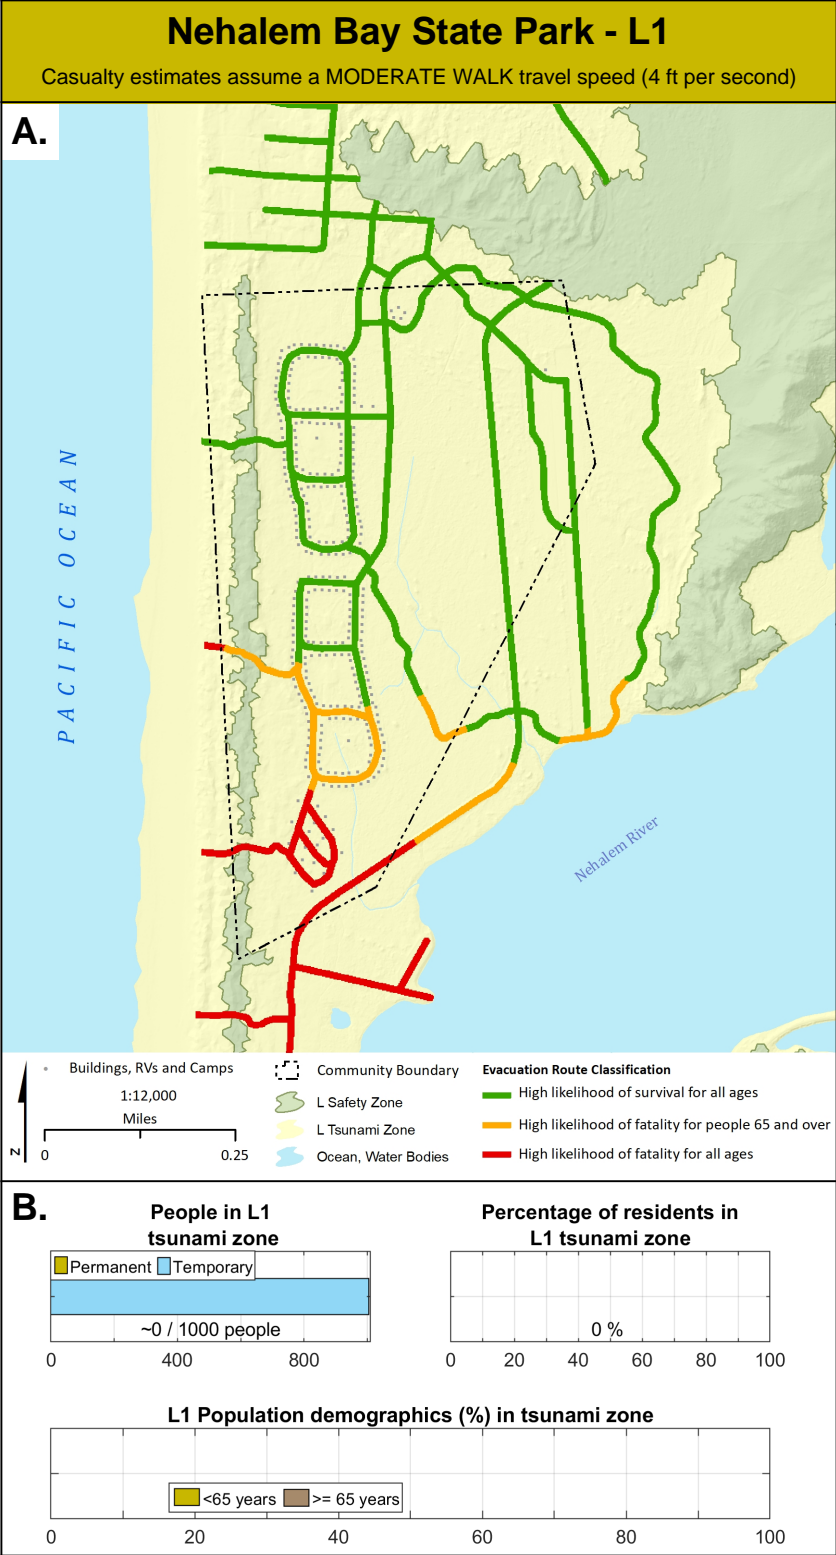 Nehalem Bay State Park - L1
Casualty estimates assume a MODERATE WALK travel speed (4 ft per second)
A.
PACIFIC OCEAN
Nehalem River
N
Buildings, RVs and Camps
1:12,000
Miles
0 0.25
Community Boundary
L Safety Zone
L Tsunami Zone
Ocean, Water Bodies
Evacuation Route Classification
High likelihood of survival for all ages
High likelihood of fatality for people 65 and over
High likelihood of fatality for all ages
B.
People in L1
tsunami zone
Permanent Temporary
~0 / 1000 people
0 400 800
Percentage of residents in
L1 tsunami zone
0 %
0 20 40 60 80 100
L1 Population demographics (%) in tsunami zone
<65 years >= 65 years
0 20 40 60 80 100